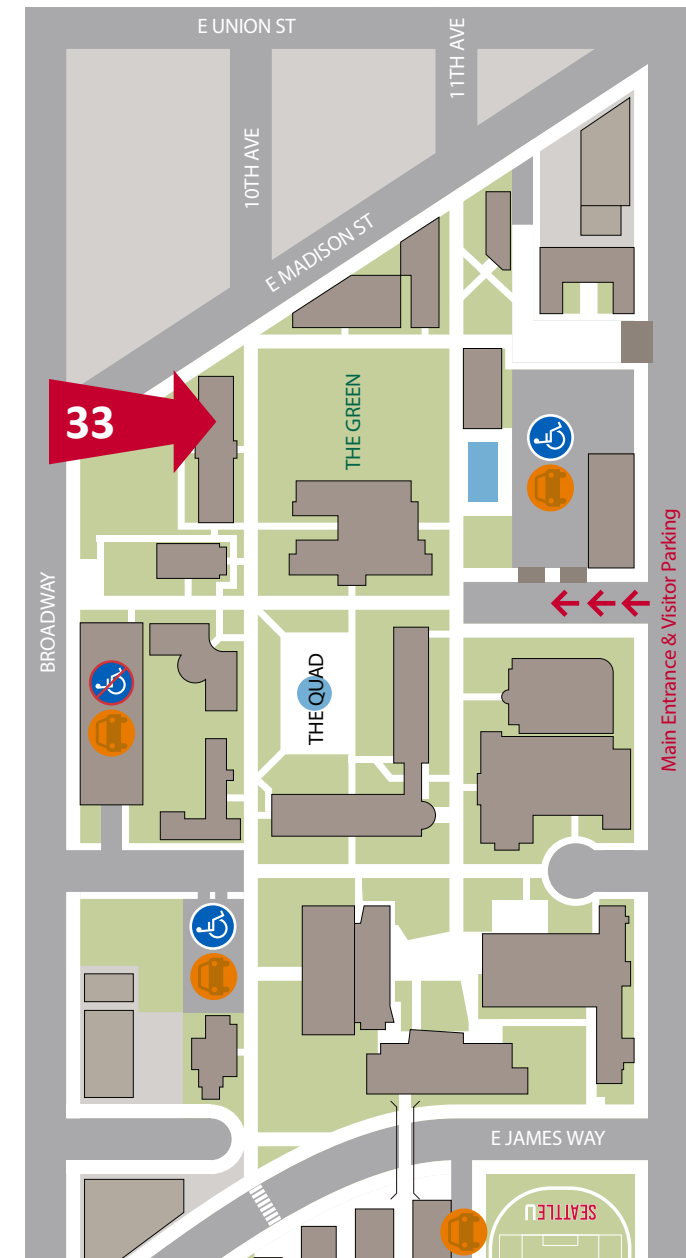 E UNION ST
11TH AVE
10TH AVE
E MADISON ST
33
THE GREEN
BROADWAY
Main Entrance & Visitor Parking
THE QUAD
E JAMES WAY
SEATTLE U